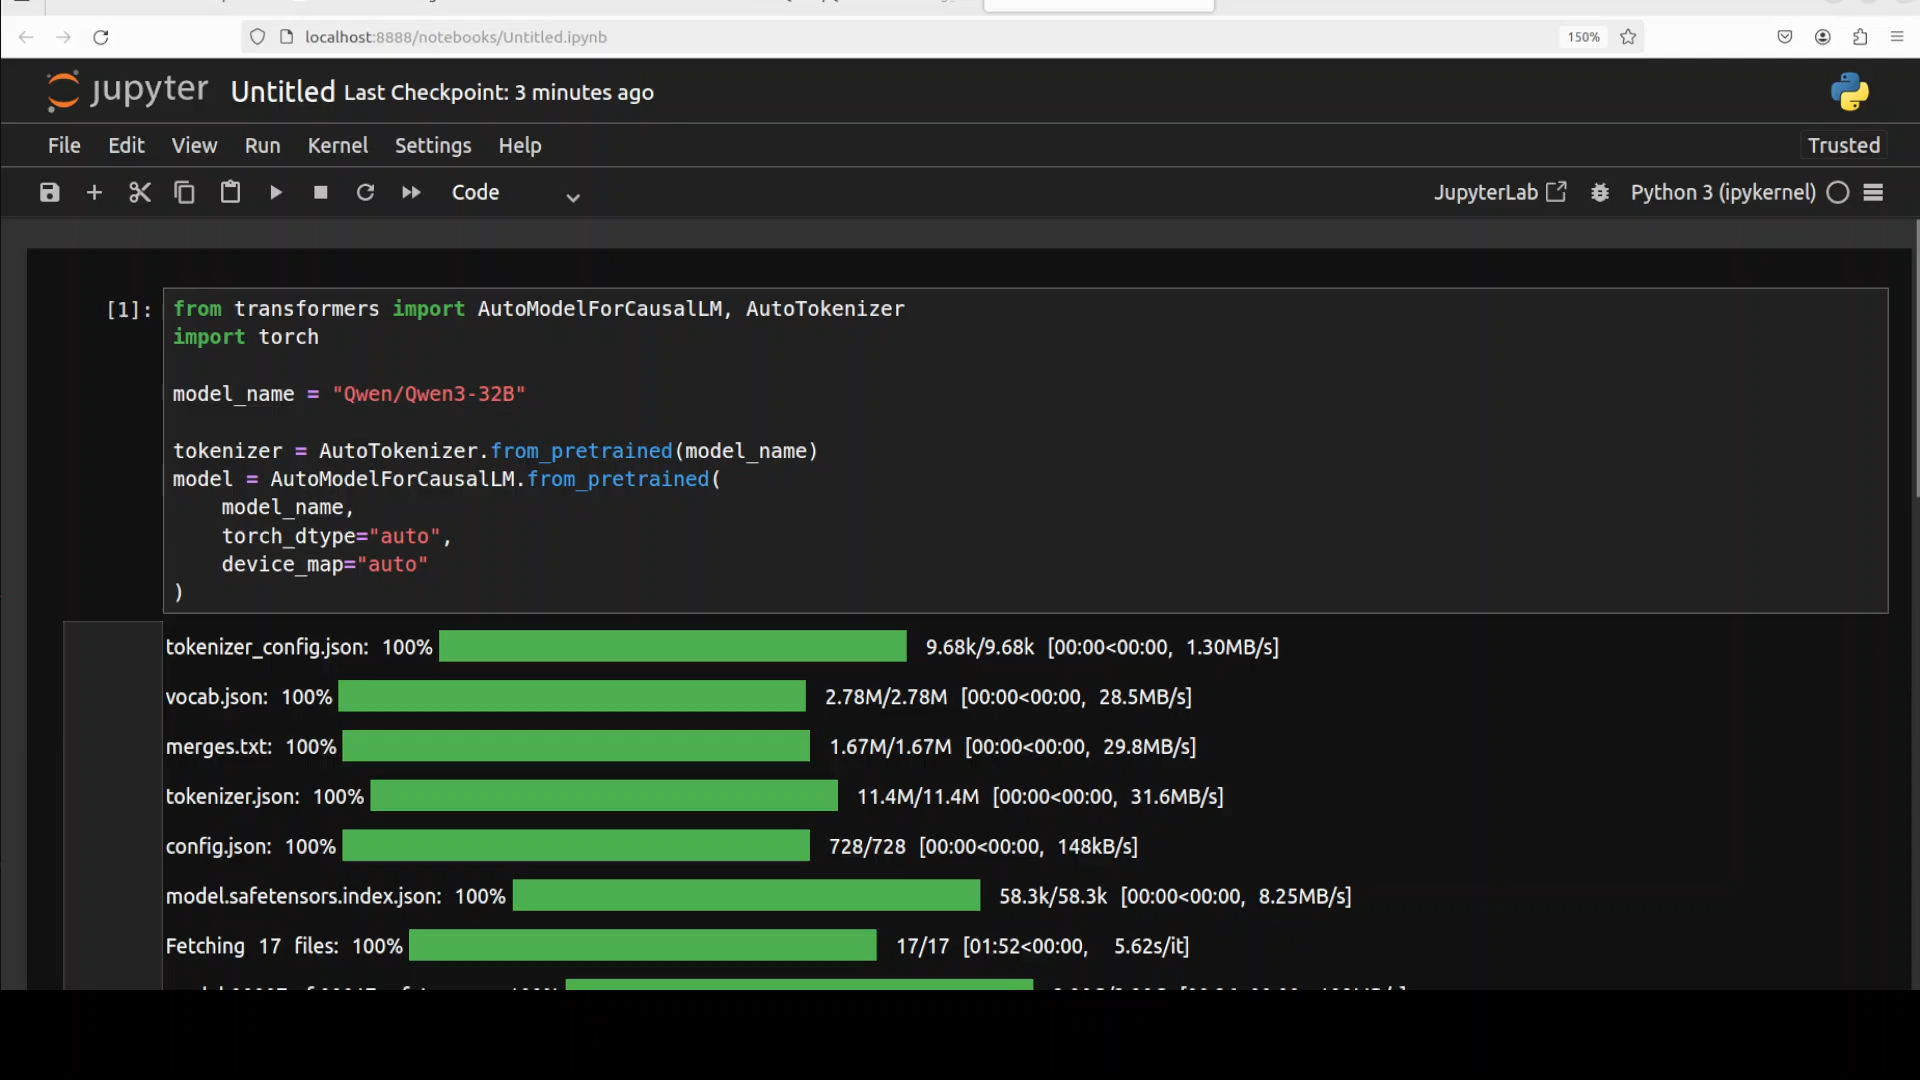 localhost:8888/notebooks/Untitled.ipynb
150%
jupyter Untitled Last Checkpoint: 3 minutes ago
File Edit View Run Kernel Settings Help
Trusted
Code
JupyterLab
Python 3 (ipykernel)
[1]:
from transformers import AutoModelForCausalLM, AutoTokenizer
import torch
model_name = "Qwen/Qwen3-32B"
tokenizer = AutoTokenizer.from_pretrained(model_name)
model = AutoModelForCausalLM.from_pretrained(
    model_name,
    torch_dtype="auto",
    device_map="auto"
)
tokenizer_config.json: 100% 9.68k/9.68k [00:00<00:00, 1.30MB/s]
vocab.json: 100% 2.78M/2.78M [00:00<00:00, 28.5MB/s]
merges.txt: 100% 1.67M/1.67M [00:00<00:00, 29.8MB/s]
tokenizer.json: 100% 11.4M/11.4M [00:00<00:00, 31.6MB/s]
config.json: 100% 728/728 [00:00<00:00, 148kB/s]
model.safetensors.index.json: 100% 58.3k/58.3k [00:00<00:00, 8.25MB/s]
Fetching 17 files: 100% 17/17 [01:52<00:00, 5.62s/it]